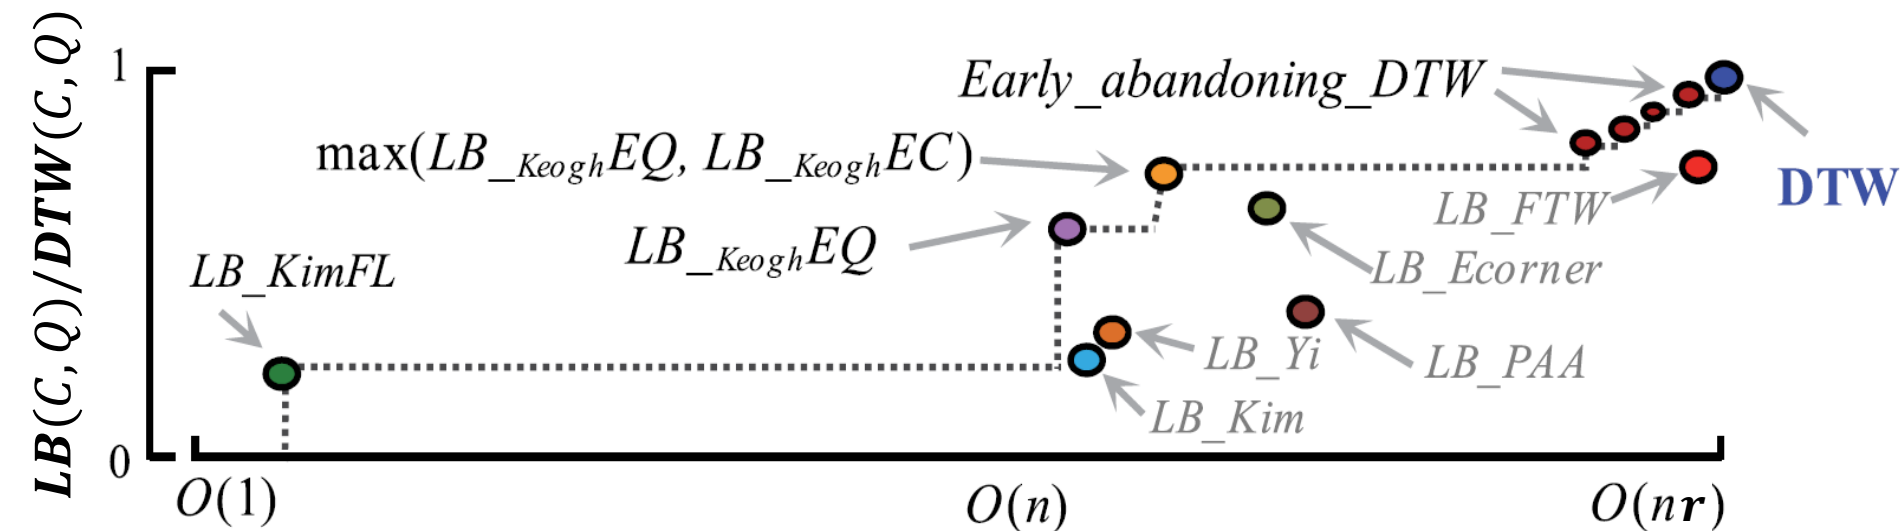 LB(C, Q)/DTW(C, Q)
1
0
Early_abandoning_DTW
max(LB_KeoghEQ, LB_KeoghEC)
DTW
LB_FTW
LB_KeoghEQ
LB_Ecorner
LB_KimFL
LB_Yi
LB_PAA
LB_Kim
O(1)
O(n)
O(nr)